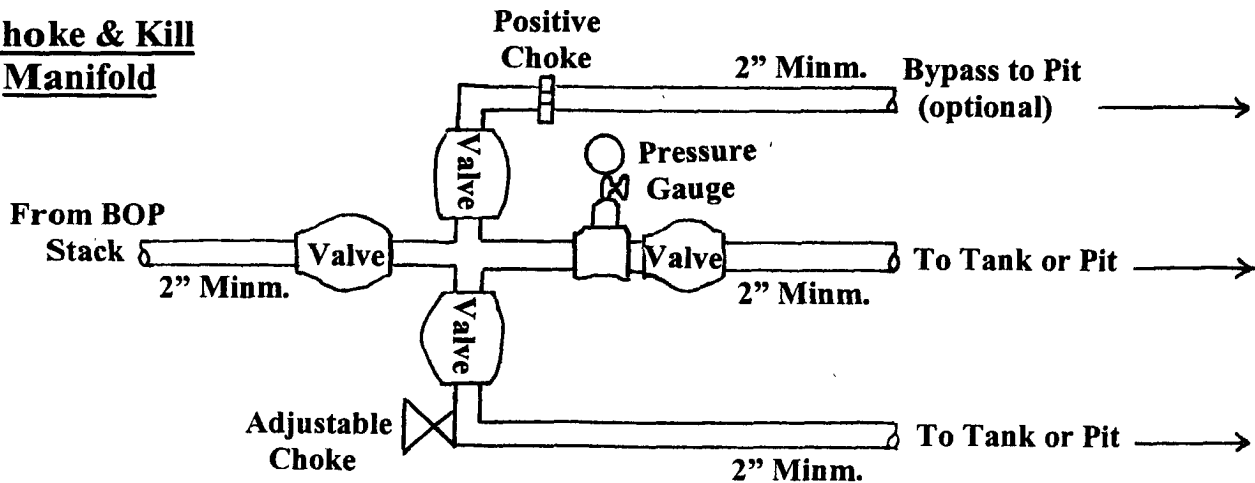 hoke & Kill
Manifold
Positive
Choke
2” Minm.
Bypass to Pit
(optional)
Valve
Pressure
Gauge
From BOP
Stack
Valve
2” Minm.
Valve
2” Minm.
To Tank or Pit
Valve
Adjustable
Choke
2” Minm.
To Tank or Pit